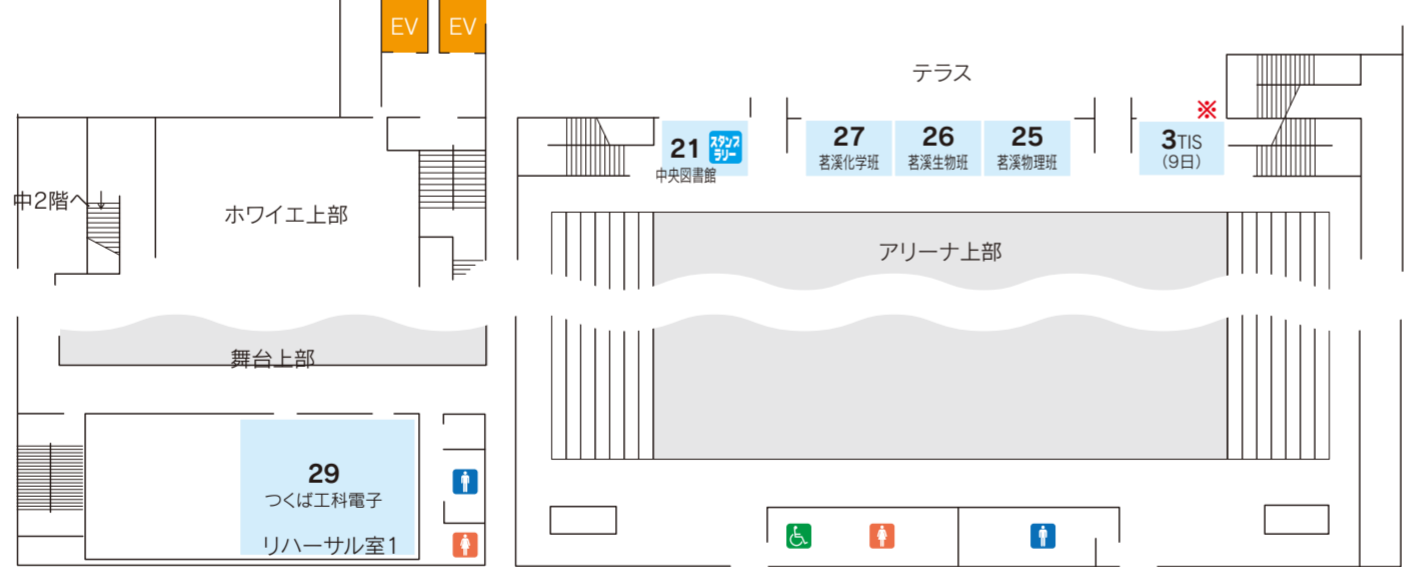 EV
EV
テラス
※
21
スタンプ
ラリー
中央図書館
27
茗溪化学班
26
茗溪生物班
25
茗溪物理班
3TIS
(9日)
中2階へ
ホワイエ上部
アリーナ上部
舞台上部
29
つくば工科電子
リハーサル室1